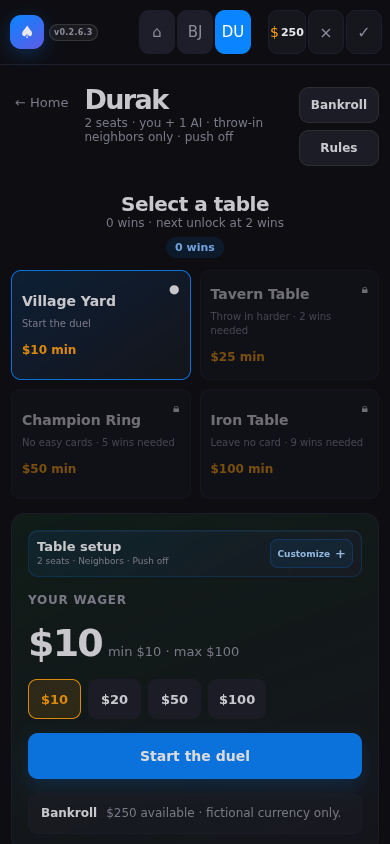 v0.2.6.3
BJ
DU
$ 250
← Home
Durak
2 seats · you + 1 AI · throw-in
neighbors only · push off
Bankroll
Rules
Select a table
0 wins · next unlock at 2 wins
0 wins
Village Yard
Start the duel
$10 min
Tavern Table
Throw in harder · 2 wins
needed
$25 min
Champion Ring
No easy cards · 5 wins needed
$50 min
Iron Table
Leave no card · 9 wins needed
$100 min
Table setup
2 seats · Neighbors · Push off
Customize +
YOUR WAGER
$10 min $10 · max $100
$10
$20
$50
$100
Start the duel
Bankroll $250 available · fictional currency only.